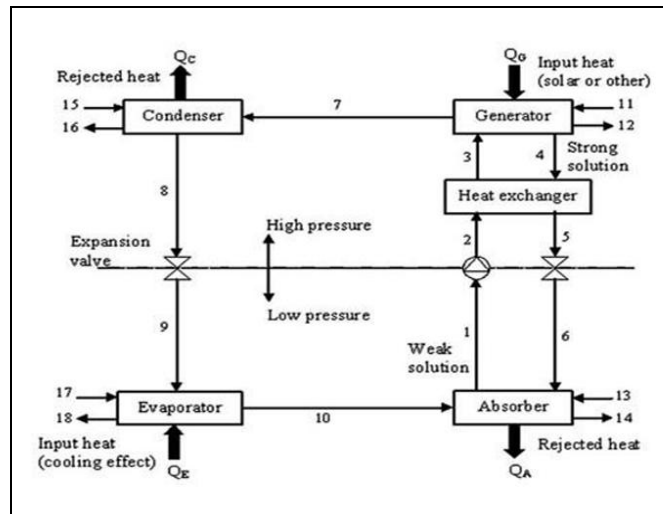 Qc
QG
Rejected heat
Input heat
(solar or other)
15
16
Condenser
7
Generator
11
12
3
4
Strong
solution
8
Heat exchanger
2
5
High pressure
Expansion
valve
Low pressure
9
1
6
Weak
solution
17
18
Evaporator
10
Absorber
13
14
Input heat
(cooling effect)
QE
Rejected heat
QA